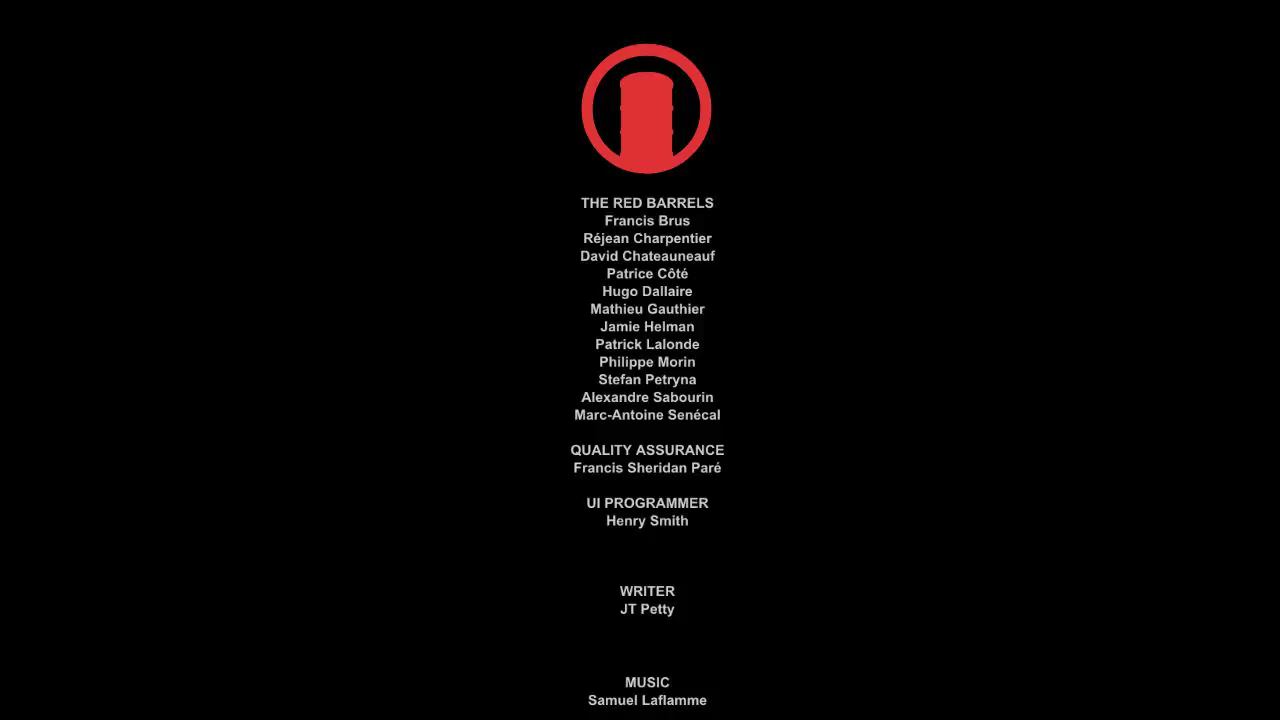 THE RED BARRELS
Francis Brus
Réjean Charpentier
David Chateauneuf
Patrice Côté
Hugo Dallaire
Mathieu Gauthier
Jamie Helman
Patrick Lalonde
Philippe Morin
Stefan Petryna
Alexandre Sabourin
Marc-Antoine Senécal
QUALITY ASSURANCE
Francis Sheridan Paré
UI PROGRAMMER
Henry Smith
WRITER
JT Petty
MUSIC
Samuel Laflamme